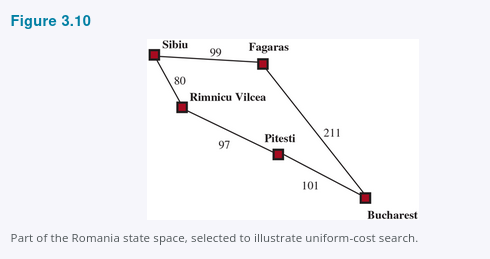 Figure 3.10
Sibiu
99
Fagaras
80
Rimnicu Vilcea
97
Pitesti
211
101
Bucharest
Part of the Romania state space, selected to illustrate uniform-cost search.